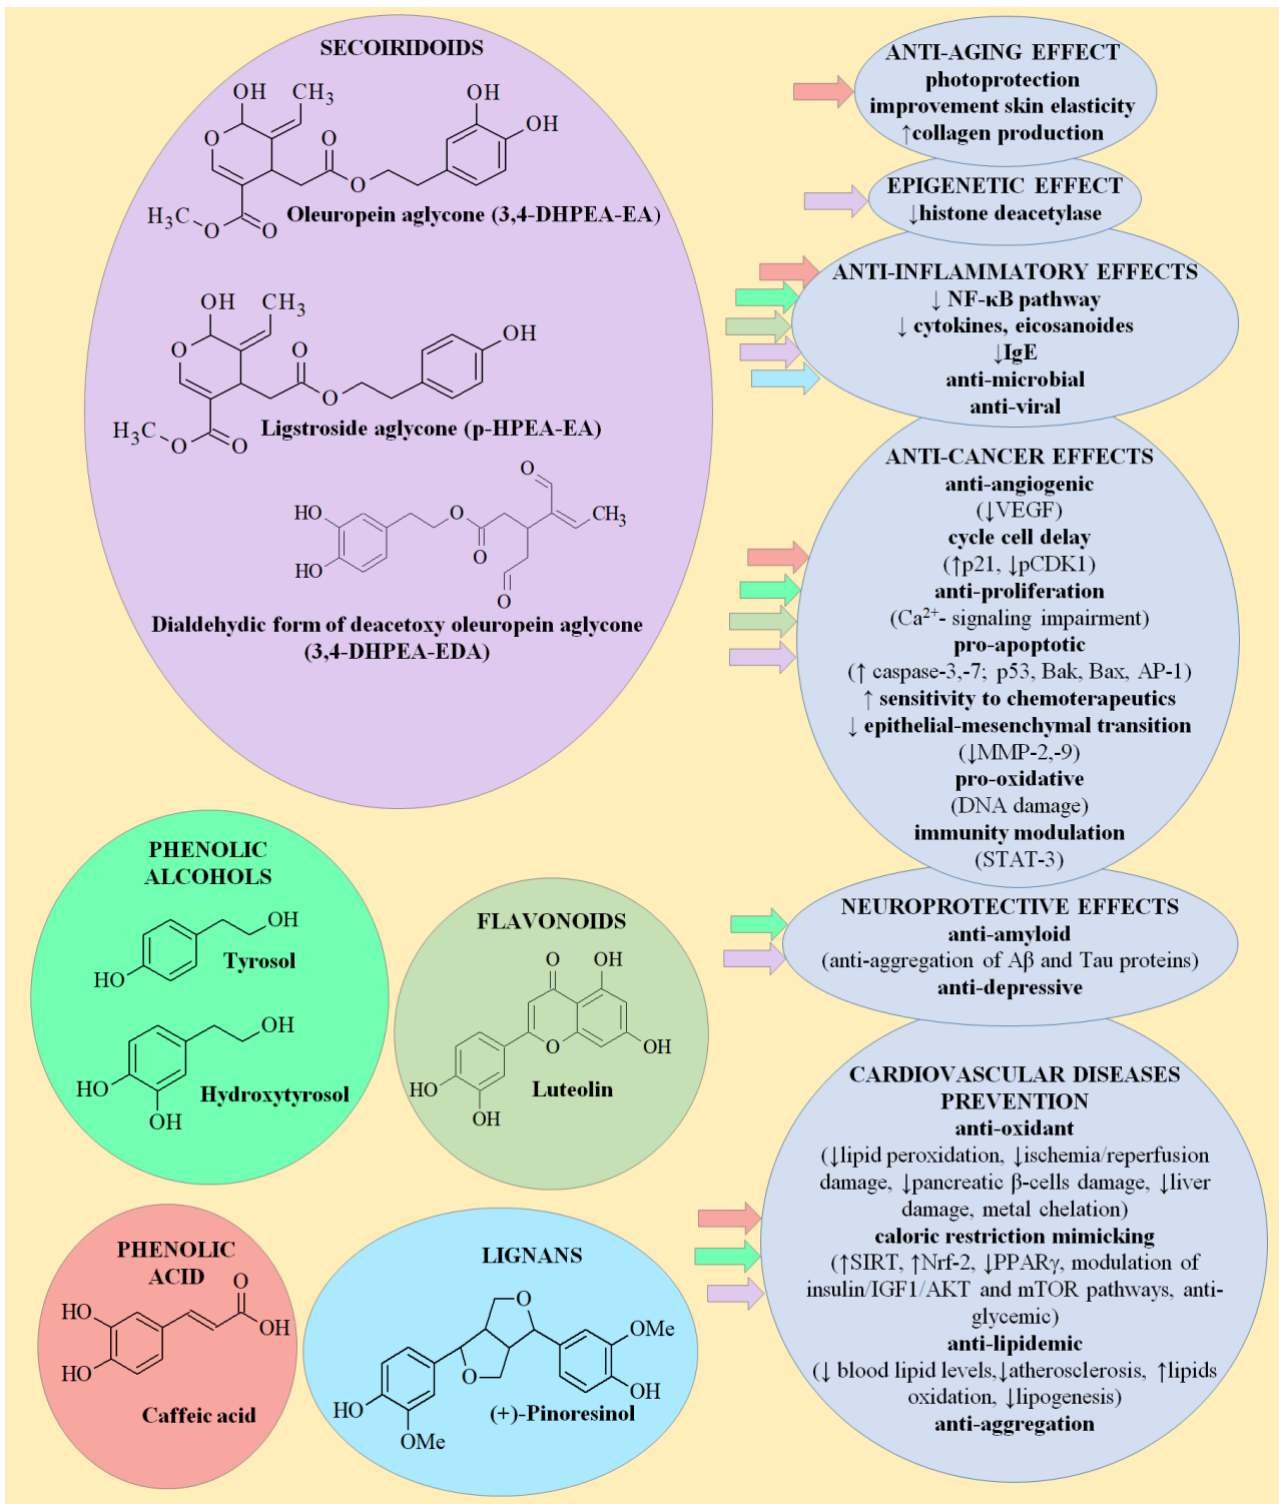 SECOIRIDOIDS
OH
CH₃
O
O
O
OH
OH
H₃C
O
O
Oleuropein aglycone (3,4-DHPEA-EA)
OH
CH₃
O
O
O
OH
H₃C
O
O
Ligstroside aglycone (p-HPEA-EA)
O
HO
HO
O
O
CH₃
O
Dialdehydic form of deacetoxy oleuropein aglycone
(3,4-DHPEA-EDA)
PHENOLIC
ALCOHOLS
OH
HO
Tyrosol
OH
HO
OH
Hydroxytyrosol
FLAVONOIDS
O
OH
O
OH
HO
OH
Luteolin
PHENOLIC
ACID
O
HO
OH
HO
Caffeic acid
LIGNANS
O
OMe
O
OH
HO
OMe
(+)-Pinoresinol
ANTI-AGING EFFECT
photoprotection
improvement skin elasticity
↑collagen production
EPIGENETIC EFFECT
↓histone deacetylase
ANTI-INFLAMMATORY EFFECTS
↓ NF-κB pathway
↓ cytokines, eicosanoides
↓IgE
anti-microbial
anti-viral
ANTI-CANCER EFFECTS
anti-angiogenic
(↓VEGF)
cycle cell delay
(↑p21, ↓pCDK1)
anti-proliferation
(Ca²⁺- signaling impairment)
pro-apoptotic
(↑ caspase-3,-7; p53, Bak, Bax, AP-1)
↑ sensitivity to chemoterapeutics
↓ epithelial-mesenchymal transition
(↓MMP-2,-9)
pro-oxidative
(DNA damage)
immunity modulation
(STAT-3)
NEUROPROTECTIVE EFFECTS
anti-amyloid
(anti-aggregation of Aβ and Tau proteins)
anti-depressive
CARDIOVASCULAR DISEASES
PREVENTION
anti-oxidant
(↓lipid peroxidation, ↓ischemia/reperfusion
damage, ↓pancreatic β-cells damage, ↓liver
damage, metal chelation)
caloric restriction mimicking
(↑SIRT, ↑Nrf-2, ↓PPARγ, modulation of
insulin/IGF1/AKT and mTOR pathways, anti-
glycemic)
anti-lipidemic
(↓ blood lipid levels,↓atherosclerosis, ↑lipids
oxidation, ↓lipogenesis)
anti-aggregation